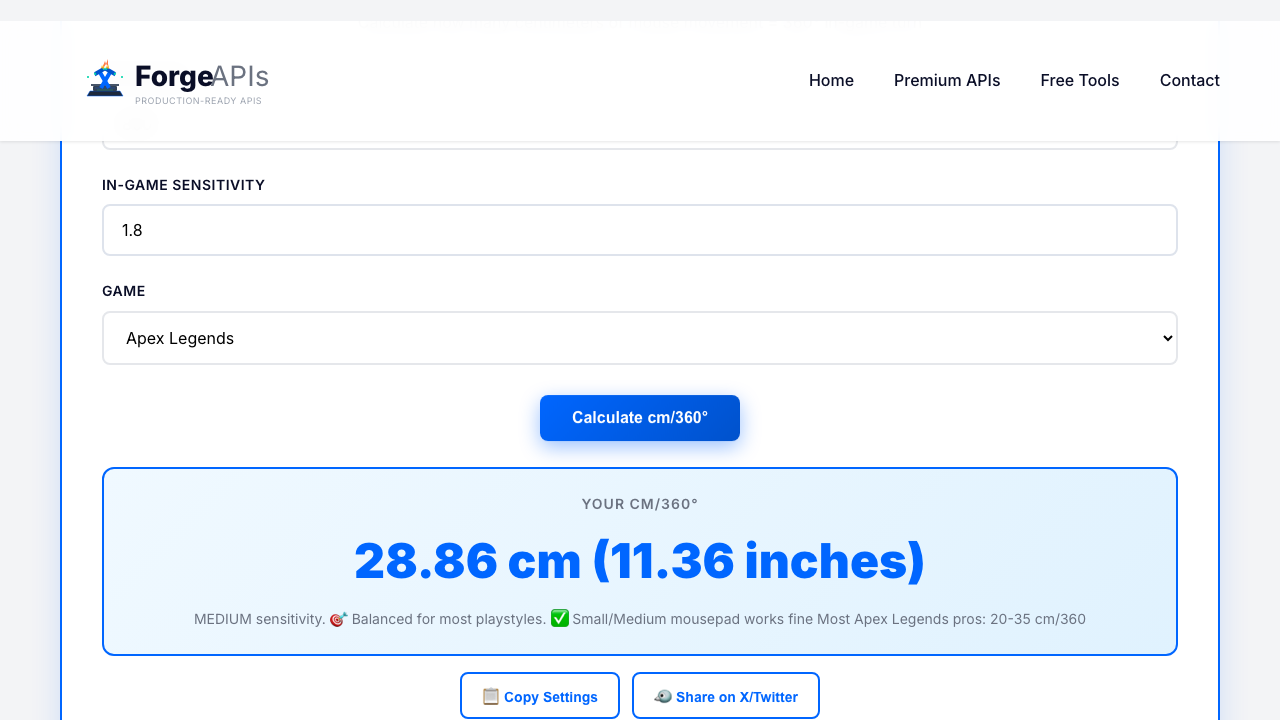 ForgeAPIs
PRODUCTION-READY APIS
Home Premium APIs Free Tools Contact
IN-GAME SENSITIVITY
1.8
GAME
Apex Legends
Calculate cm/360°
YOUR CM/360°
28.86 cm (11.36 inches)
MEDIUM sensitivity. 🎯 Balanced for most playstyles. ✅ Small/Medium mousepad works fine Most Apex Legends pros: 20-35 cm/360
📋 Copy Settings
🐦 Share on X/Twitter